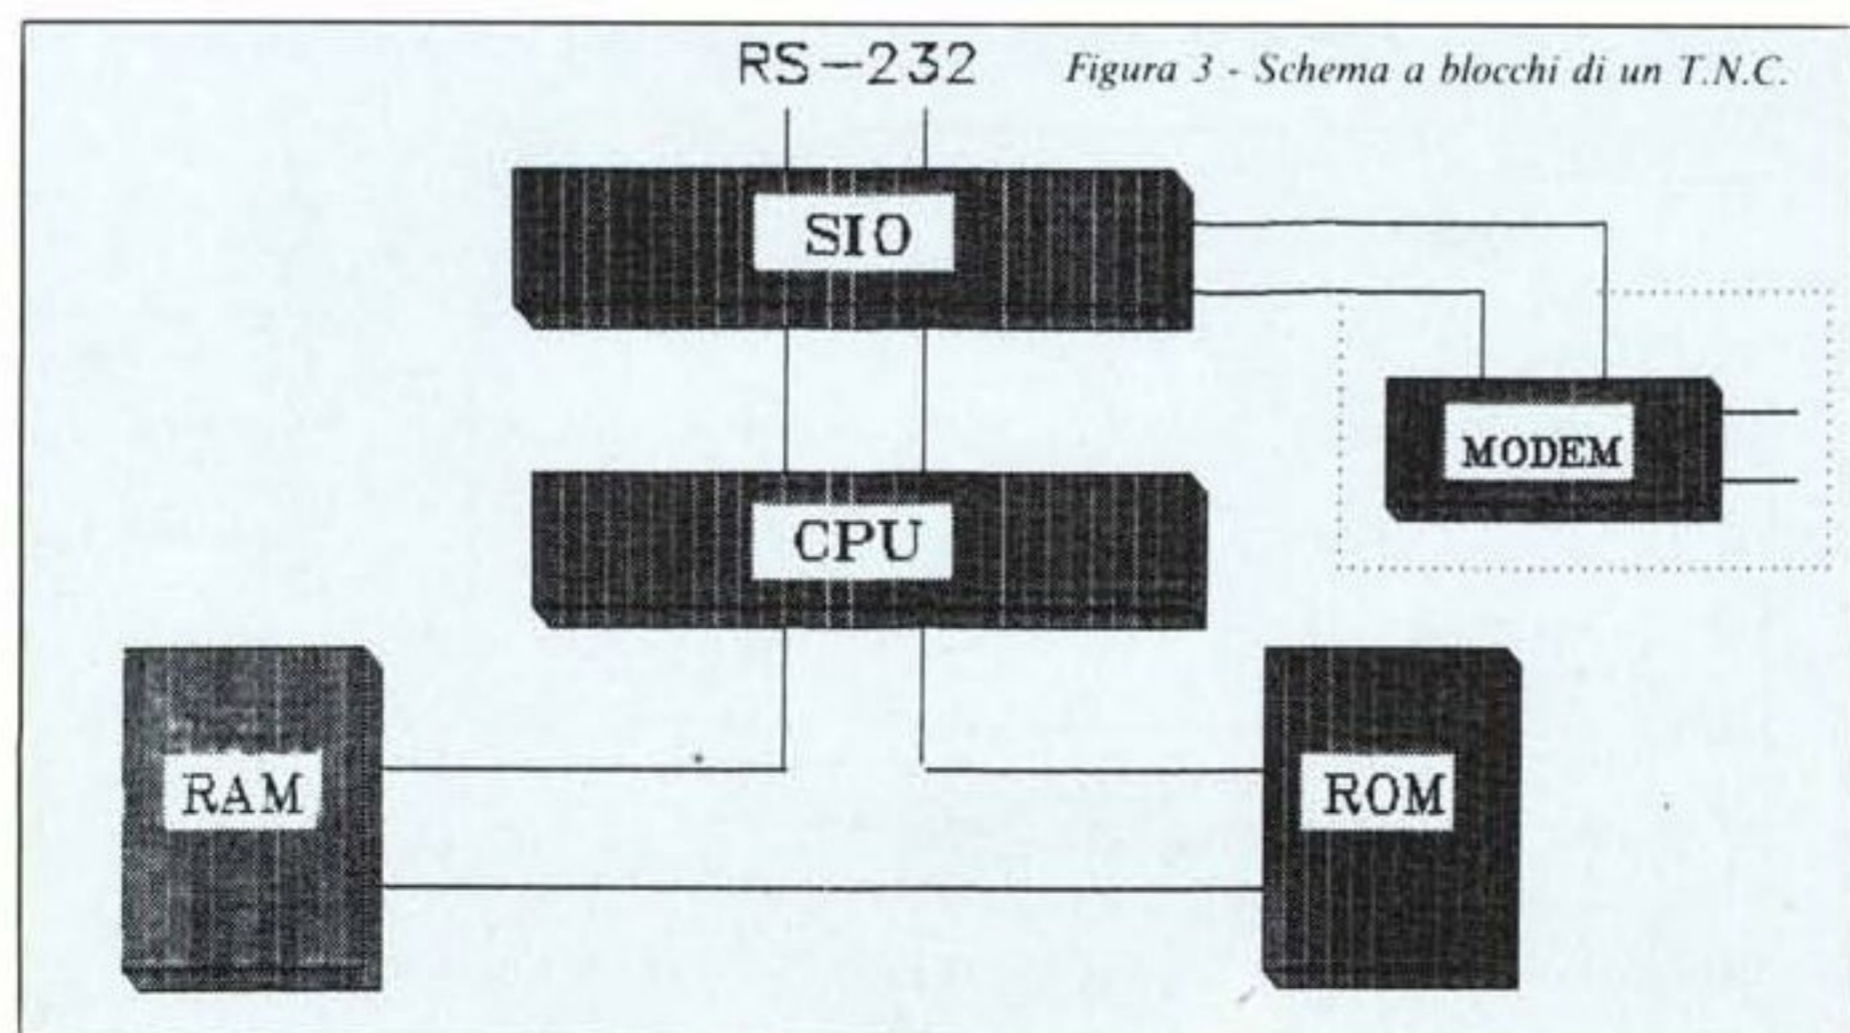 RS-232
Figura 3 - Schema a blocchi di un T.N.C.
SIO
MODEM
CPU
RAM
ROM